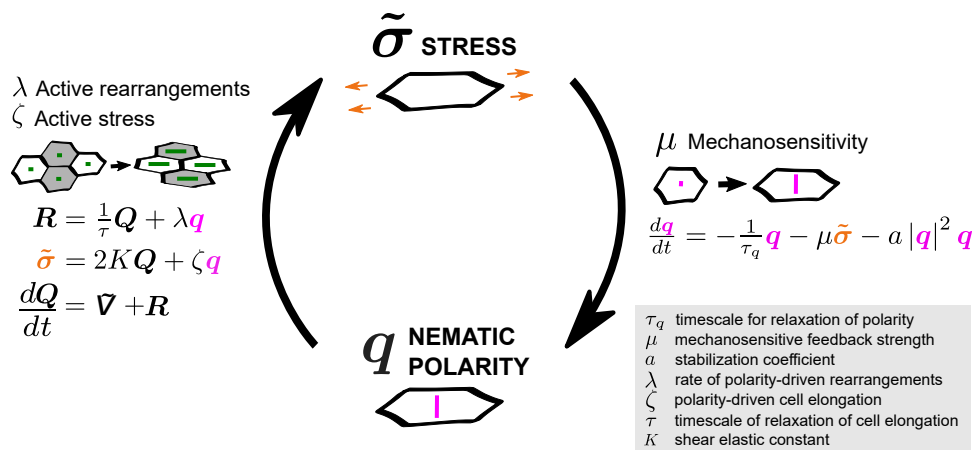 σ̃ STRESS
λ Active rearrangements
ζ Active stress
R = 1/τ Q + λq
σ̃ = 2KQ + ζq
dQ/dt = ∇̃ + R
μ Mechanosensitivity
dq/dt = − 1/τ_q q − μσ̃ − a |q|² q
q NEMATIC
POLARITY
τ_q timescale for relaxation of polarity
μ mechanosensitive feedback strength
a stabilization coefficient
λ rate of polarity-driven rearrangements
ζ polarity-driven cell elongation
τ timescale of relaxation of cell elongation
K shear elastic constant